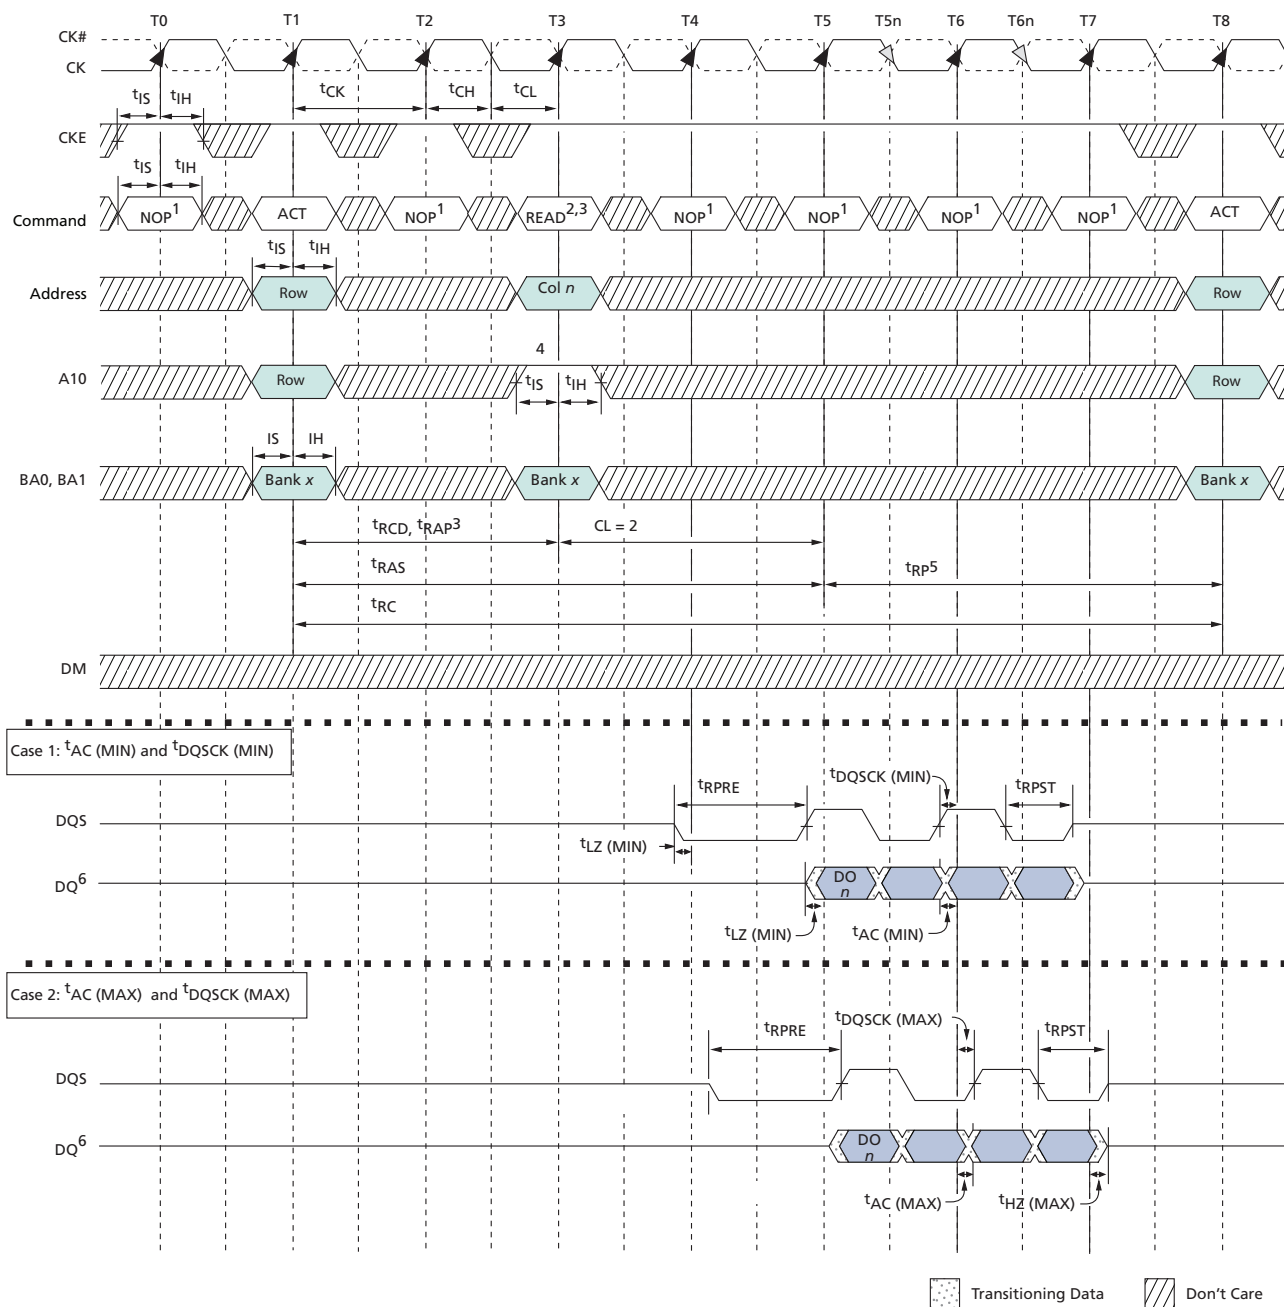 T0 T1 T2 T3 T4 T5 T5n T6 T6n T7 T8
CK#
CK
tIS tIH tCK tCH tCL
CKE
tIS tIH
Command NOP1 ACT NOP1 READ2,3 NOP1 NOP1 NOP1 NOP1 ACT
tIS tIH
Address Row Col n Row
4
A10 Row tIS tIH Row
IS IH
BA0, BA1 Bank x Bank x Bank x
tRCD, tRAP3 CL = 2
tRAS tRP5
tRC
DM
Case 1: tAC (MIN) and tDQSCK (MIN)
tRPRE tDQSCK (MIN) tRPST
DQS
tLZ (MIN)
DQ6 DO n
tLZ (MIN) tAC (MIN)
Case 2: tAC (MAX) and tDQSCK (MAX)
tRPRE tDQSCK (MAX) tRPST
DQS
DQ6 DO n
tAC (MAX) tHZ (MAX)
Transitioning Data Don't Care